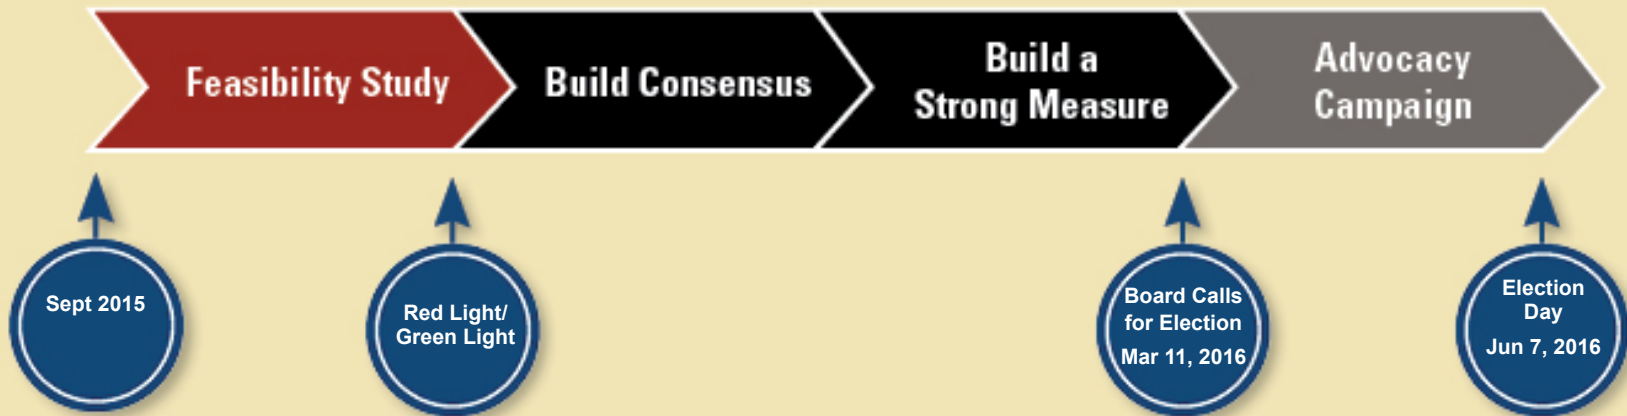 Feasibility Study
Build Consensus
Build a
Strong Measure
Advocacy
Campaign
Sept 2015
Red Light/
Green Light
Board Calls
for Election
Mar 11, 2016
Election
Day
Jun 7, 2016